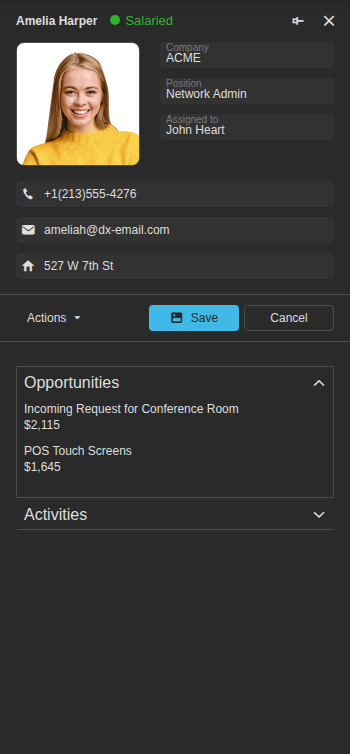 Amelia Harper
Salaried
Company
ACME
Position
Network Admin
Assigned to
John Heart
+1(213)555-4276
ameliah@dx-email.com
527 W 7th St
Actions
Save
Cancel
Opportunities
Incoming Request for Conference Room
$2,115
POS Touch Screens
$1,645
Activities